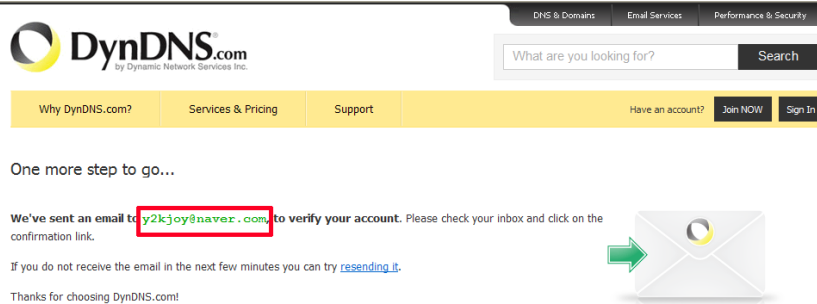 DNS & Domains Email Services Performance & Security
DynDNS.com
by Dynamic Network Services Inc.
What are you looking for? Search
Why DynDNS.com? Services & Pricing Support Have an account? Join NOW Sign In
One more step to go...
We've sent an email to y2kjoy@naver.com, to verify your account. Please check your inbox and click on the
confirmation link.
If you do not receive the email in the next few minutes you can try resending it.
Thanks for choosing DynDNS.com!